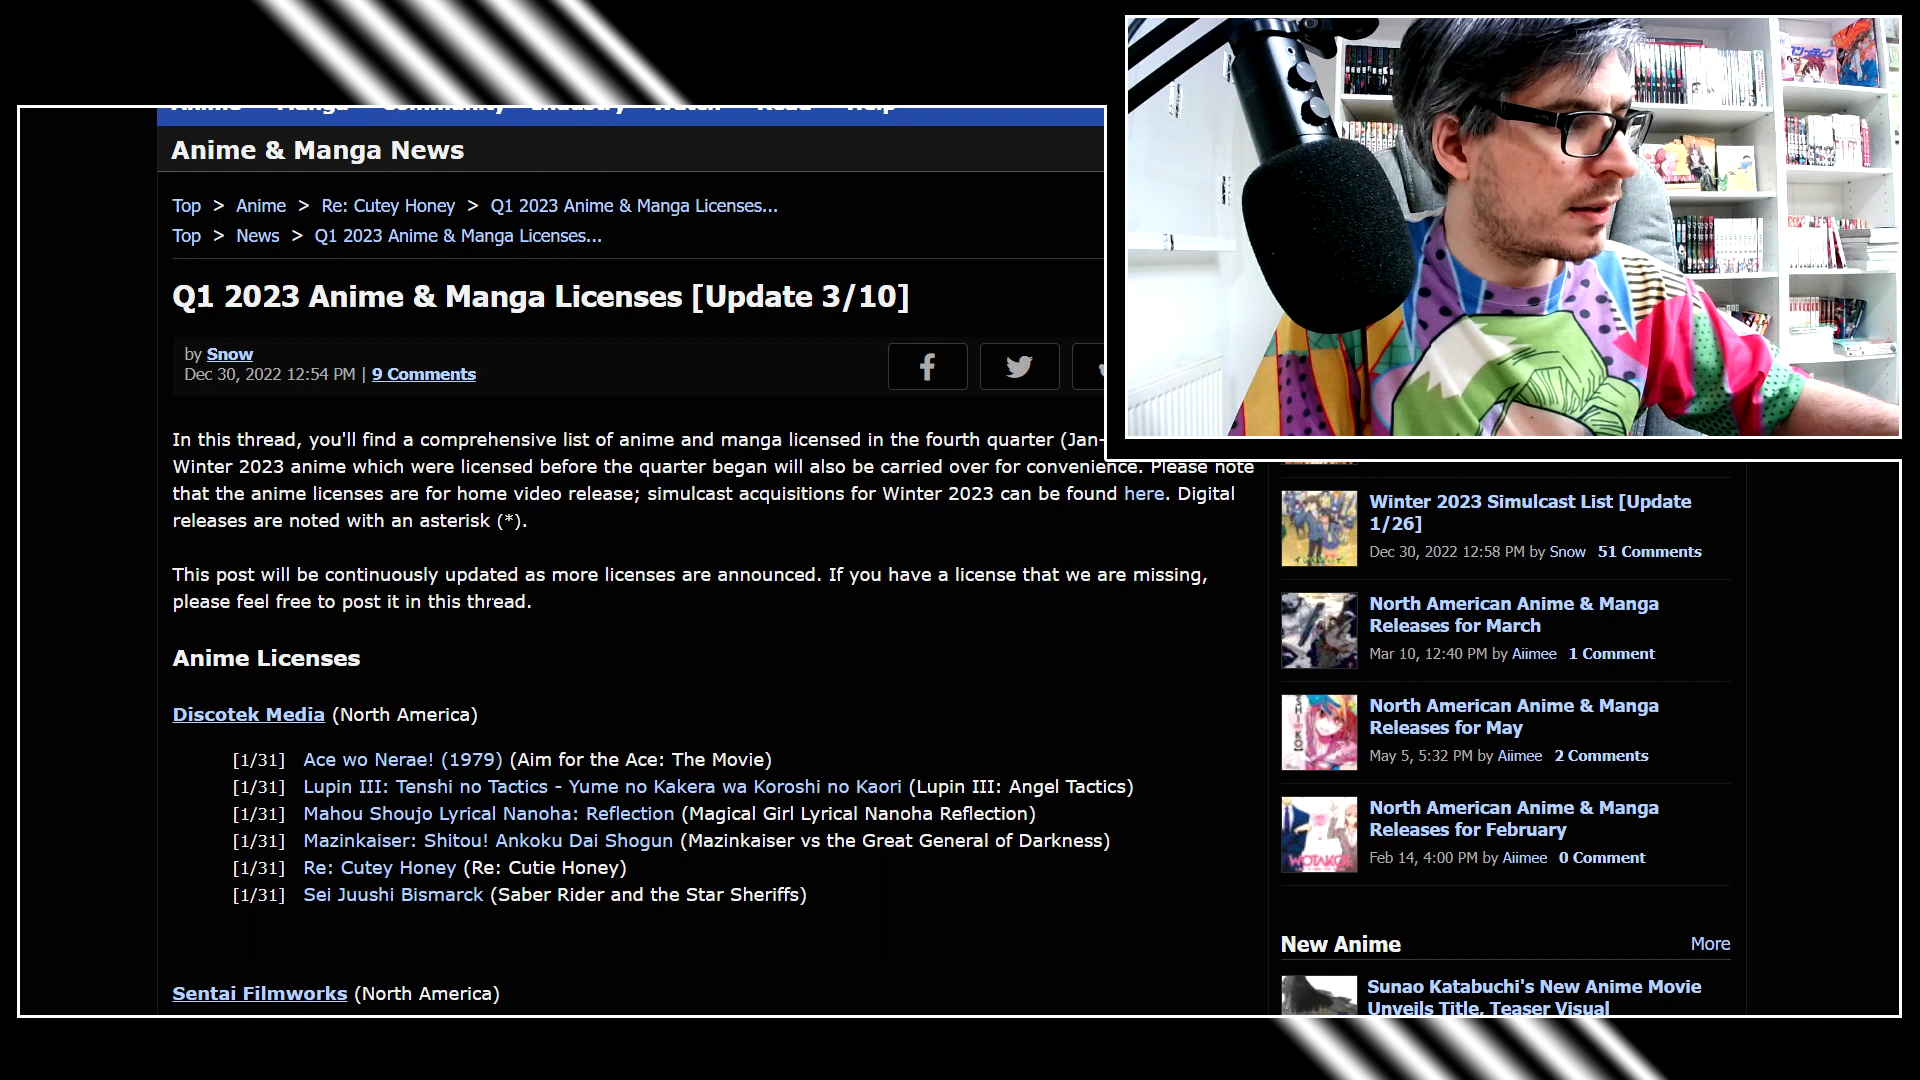 Anime Manga Community Industry Watch Read Help
Anime & Manga News
Top > Anime > Re: Cutey Honey > Q1 2023 Anime & Manga Licenses...
Top > News > Q1 2023 Anime & Manga Licenses...
Q1 2023 Anime & Manga Licenses [Update 3/10]
by Snow
Dec 30, 2022 12:54 PM | 9 Comments
In this thread, you'll find a comprehensive list of anime and manga licensed in the fourth quarter (Jan-
Winter 2023 anime which were licensed before the quarter began will also be carried over for convenience. Please note
that the anime licenses are for home video release; simulcast acquisitions for Winter 2023 can be found here. Digital
releases are noted with an asterisk (*).
This post will be continuously updated as more licenses are announced. If you have a license that we are missing,
please feel free to post it in this thread.
Anime Licenses
Discotek Media (North America)
[1/31] Ace wo Nerae! (1979) (Aim for the Ace: The Movie)
[1/31] Lupin III: Tenshi no Tactics - Yume no Kakera wa Koroshi no Kaori (Lupin III: Angel Tactics)
[1/31] Mahou Shoujo Lyrical Nanoha: Reflection (Magical Girl Lyrical Nanoha Reflection)
[1/31] Mazinkaiser: Shitou! Ankoku Dai Shogun (Mazinkaiser vs the Great General of Darkness)
[1/31] Re: Cutey Honey (Re: Cutie Honey)
[1/31] Sei Juushi Bismarck (Saber Rider and the Star Sheriffs)
Sentai Filmworks (North America)
Winter 2023 Simulcast List [Update
1/26]
Dec 30, 2022 12:58 PM by Snow 51 Comments
North American Anime & Manga
Releases for March
Mar 10, 12:40 PM by Aiimee 1 Comment
North American Anime & Manga
Releases for May
May 5, 5:32 PM by Aiimee 2 Comments
North American Anime & Manga
Releases for February
Feb 14, 4:00 PM by Aiimee 0 Comment
WOTAKOI
New Anime More
Sunao Katabuchi's New Anime Movie
Unveils Title, Teaser Visual